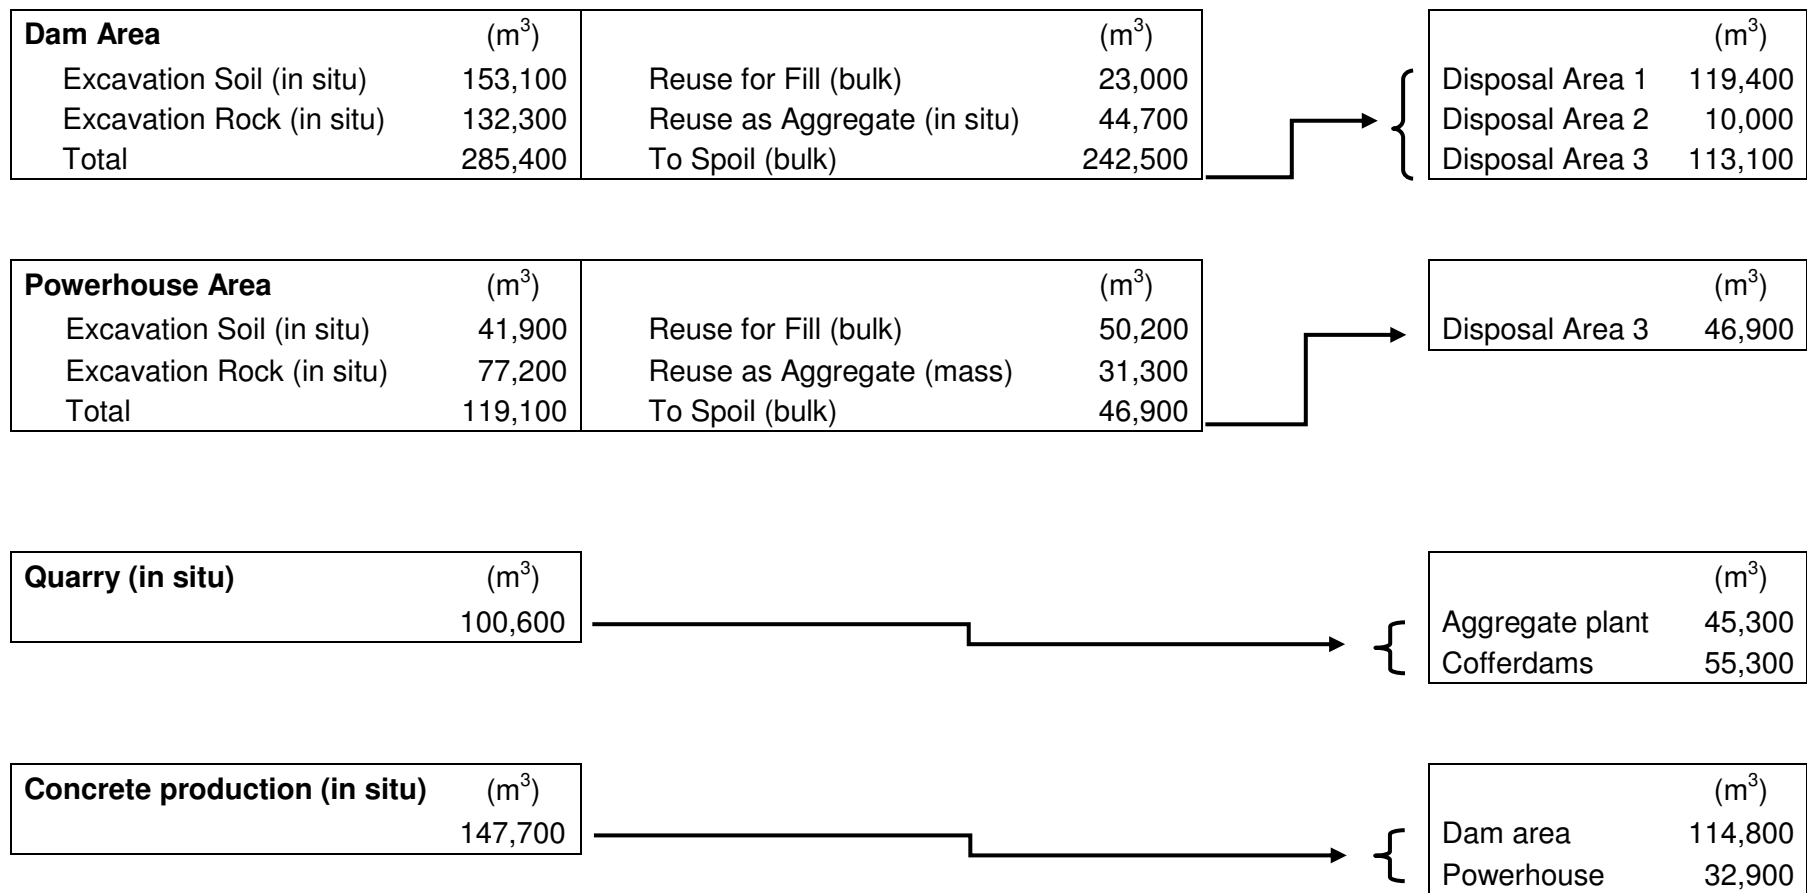 Dam Area (m³) (m³) (m³)
Excavation Soil (in situ) 153,100 Reuse for Fill (bulk) 23,000 Disposal Area 1 119,400
Excavation Rock (in situ) 132,300 Reuse as Aggregate (in situ) 44,700 Disposal Area 2 10,000
Total 285,400 To Spoil (bulk) 242,500 Disposal Area 3 113,100
Powerhouse Area (m³) (m³) (m³)
Excavation Soil (in situ) 41,900 Reuse for Fill (bulk) 50,200 Disposal Area 3 46,900
Excavation Rock (in situ) 77,200 Reuse as Aggregate (mass) 31,300
Total 119,100 To Spoil (bulk) 46,900
Quarry (in situ) (m³) (m³)
100,600 Aggregate plant 45,300
Cofferdams 55,300
Concrete production (in situ) (m³) (m³)
147,700 Dam area 114,800
Powerhouse 32,900